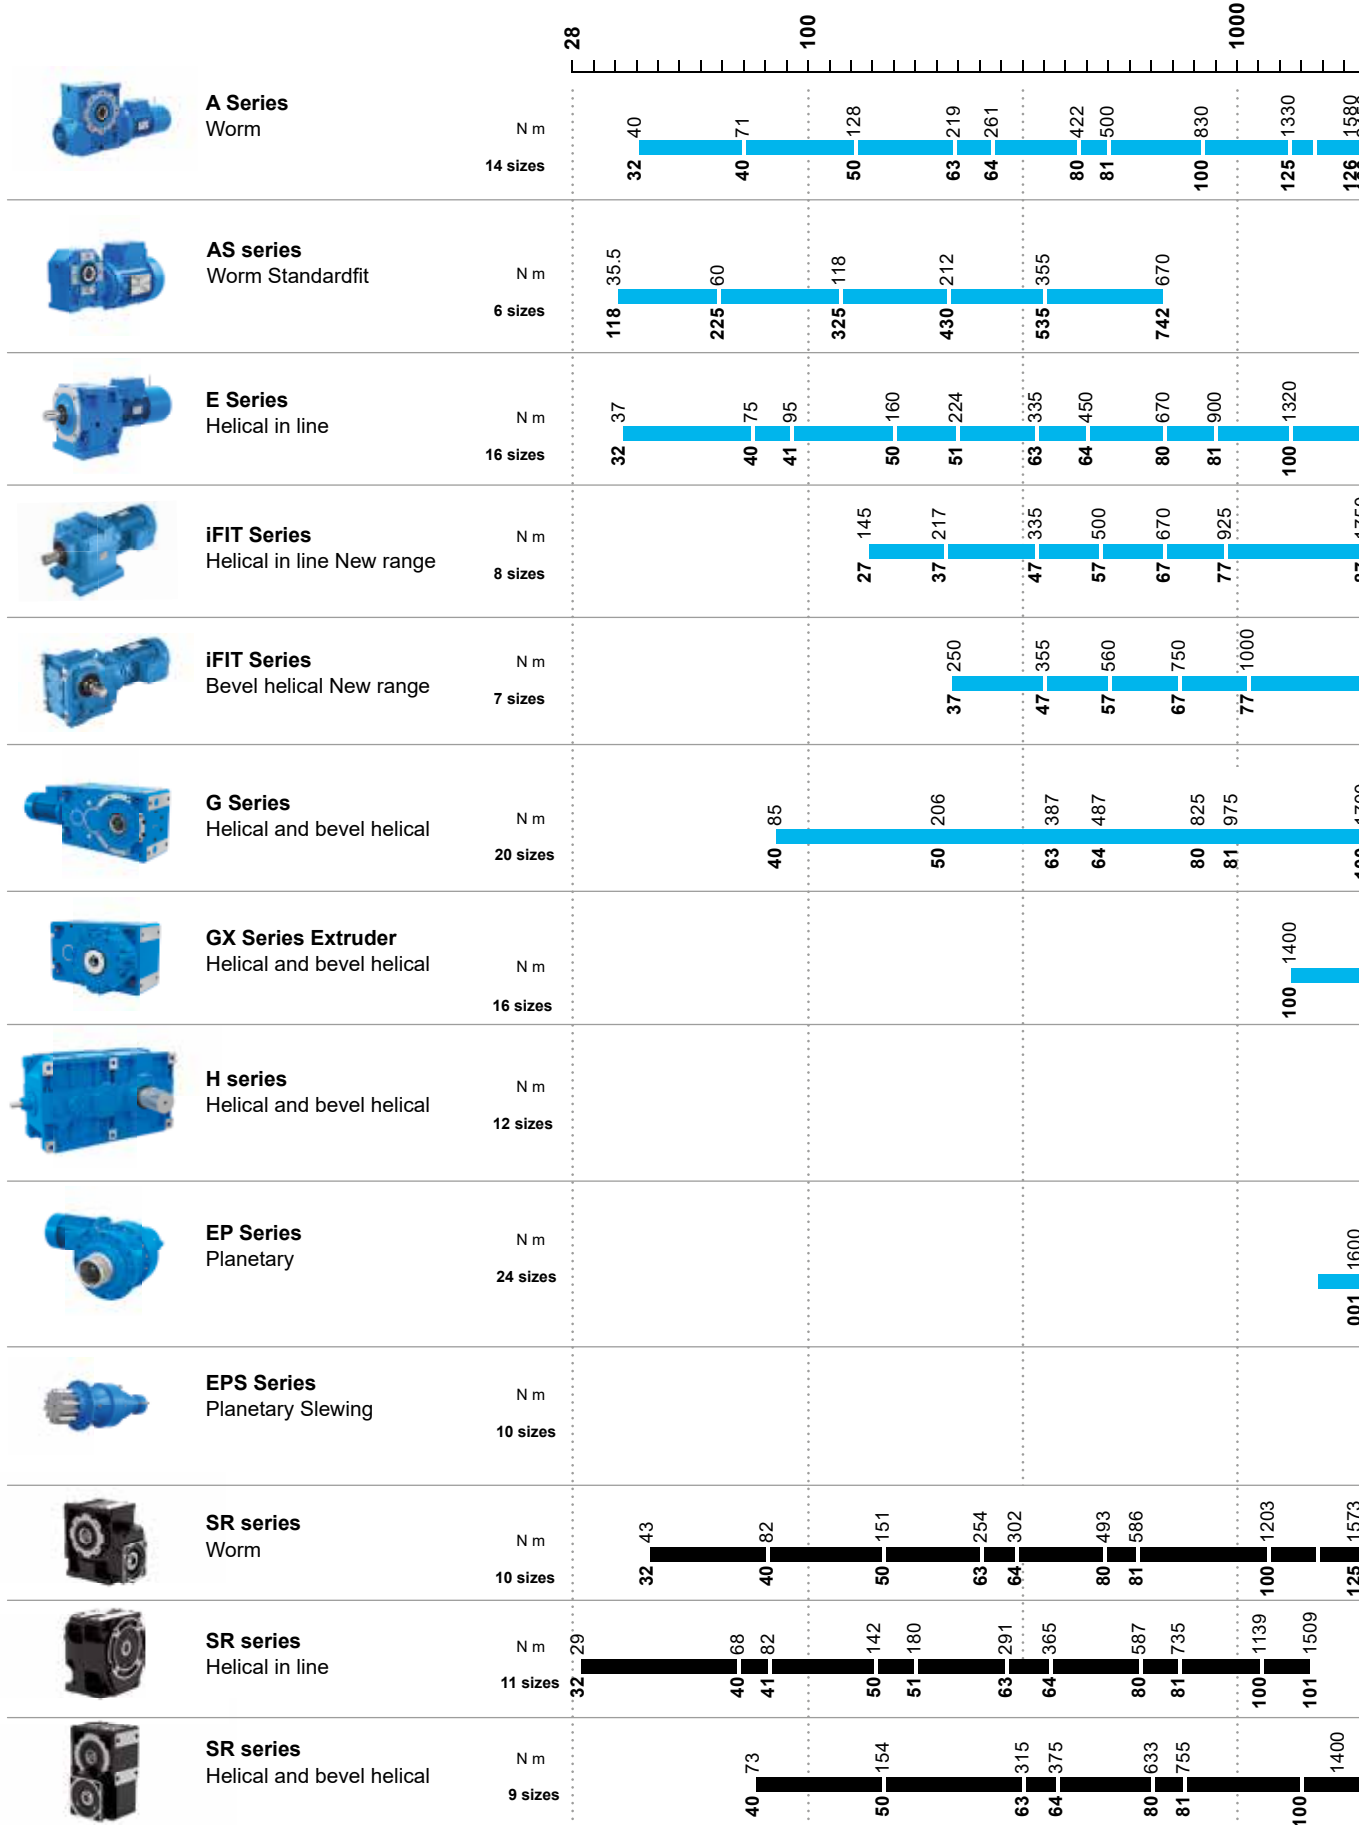 28 100 1000
A Series
Worm
N m 40 71 128 219 261 422 500 830 1330 1580
14 sizes 32 40 50 63 64 80 81 100 125 126
AS series
Worm Standardfit
N m 35.5 60 118 212 355 670
6 sizes 118 225 325 430 535 742
E Series
Helical in line
N m 37 75 95 160 224 335 450 670 900 1320
16 sizes 32 40 41 50 51 63 64 80 81 100
iFIT Series
Helical in line New range
N m 145 217 335 500 670 925
8 sizes 27 37 47 57 67 77
iFIT Series
Bevel helical New range
N m 250 355 560 750 1000
7 sizes 37 47 57 67 77
G Series
Helical and bevel helical
N m 85 206 387 487 825 975
20 sizes 40 50 63 64 80 81
GX Series Extruder
Helical and bevel helical
N m 1400
16 sizes 100
H series
Helical and bevel helical
N m
12 sizes
EP Series
Planetary
N m 1600
24 sizes 001
EPS Series
Planetary Slewing
N m
10 sizes
SR series
Worm
N m 43 82 151 254 302 493 586 1203 1573
10 sizes 32 40 50 63 64 80 81 100 125
SR series
Helical in line
N m 29 68 82 142 180 291 365 587 735 1139 1509
11 sizes 32 40 41 50 51 63 64 80 81 100 101
SR series
Helical and bevel helical
N m 73 154 315 375 633 755 1400
9 sizes 40 50 63 64 80 81 100